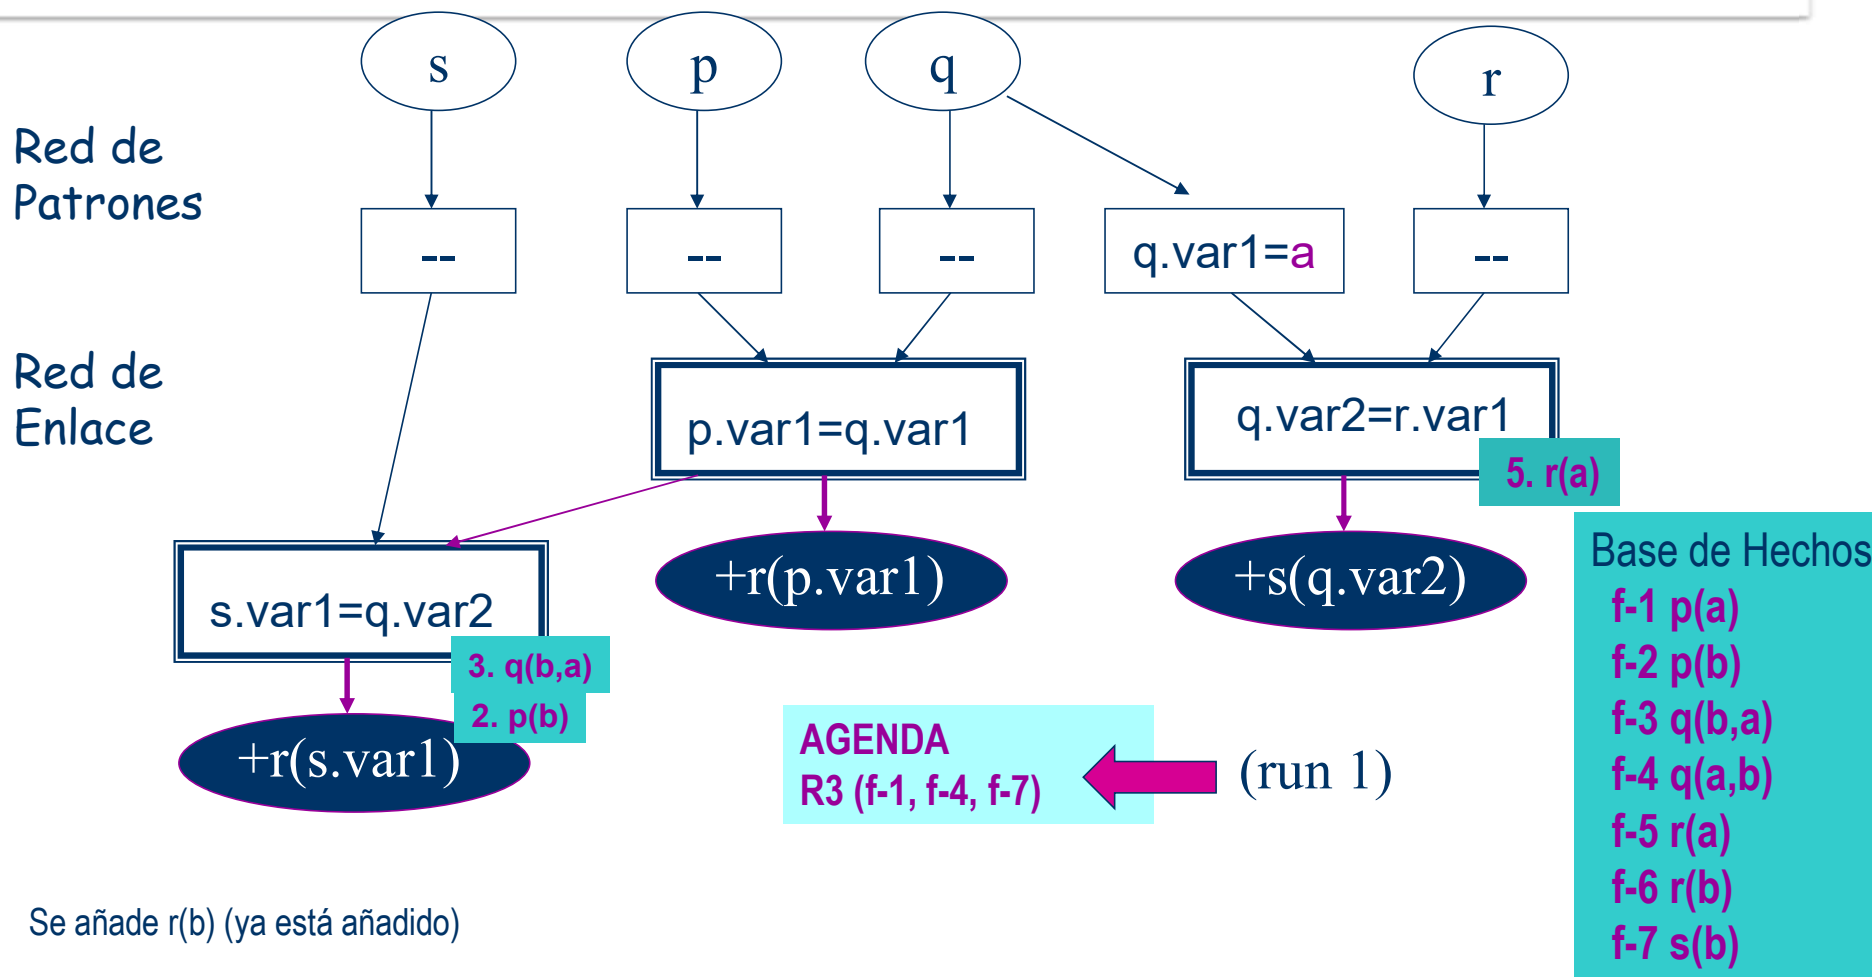 s
p
q
r
Red de
Patrones
--
--
--
q.var1=a
--
Red de
Enlace
p.var1=q.var1
q.var2=r.var1
5. r(a)
s.var1=q.var2
3. q(b,a)
2. p(b)
+r(p.var1)
+s(q.var2)
+r(s.var1)
AGENDA
R3 (f-1, f-4, f-7)
(run 1)
Base de Hechos
f-1 p(a)
f-2 p(b)
f-3 q(b,a)
f-4 q(a,b)
f-5 r(a)
f-6 r(b)
f-7 s(b)
Se añade r(b) (ya está añadido)